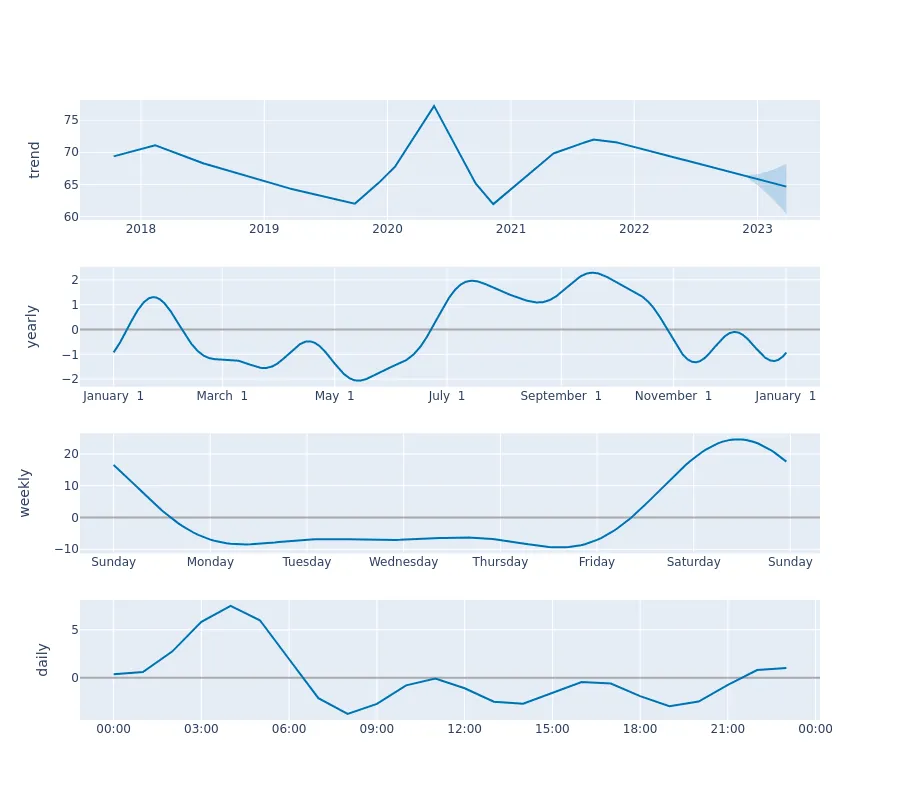 trend
75
70
65
60
2018 2019 2020 2021 2022 2023
yearly
2
1
0
−1
−2
January 1 March 1 May 1 July 1 September 1 November 1 January 1
weekly
20
10
0
−10
Sunday Monday Tuesday Wednesday Thursday Friday Saturday Sunday
daily
5
0
00:00 03:00 06:00 09:00 12:00 15:00 18:00 21:00 00:00